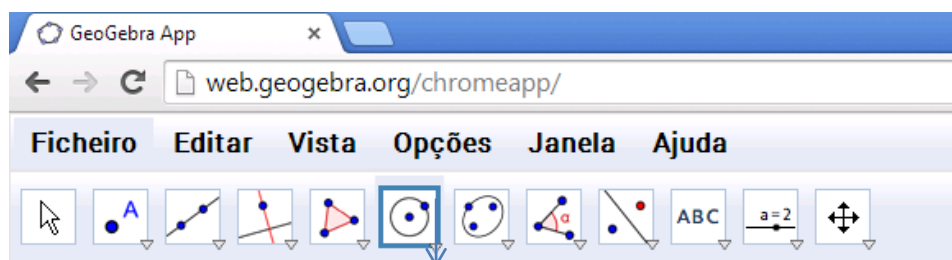 GeoGebra App
web.geogebra.org/chromeapp/
Ficheiro Editar Vista Opções Janela Ajuda
A α ABC a=2